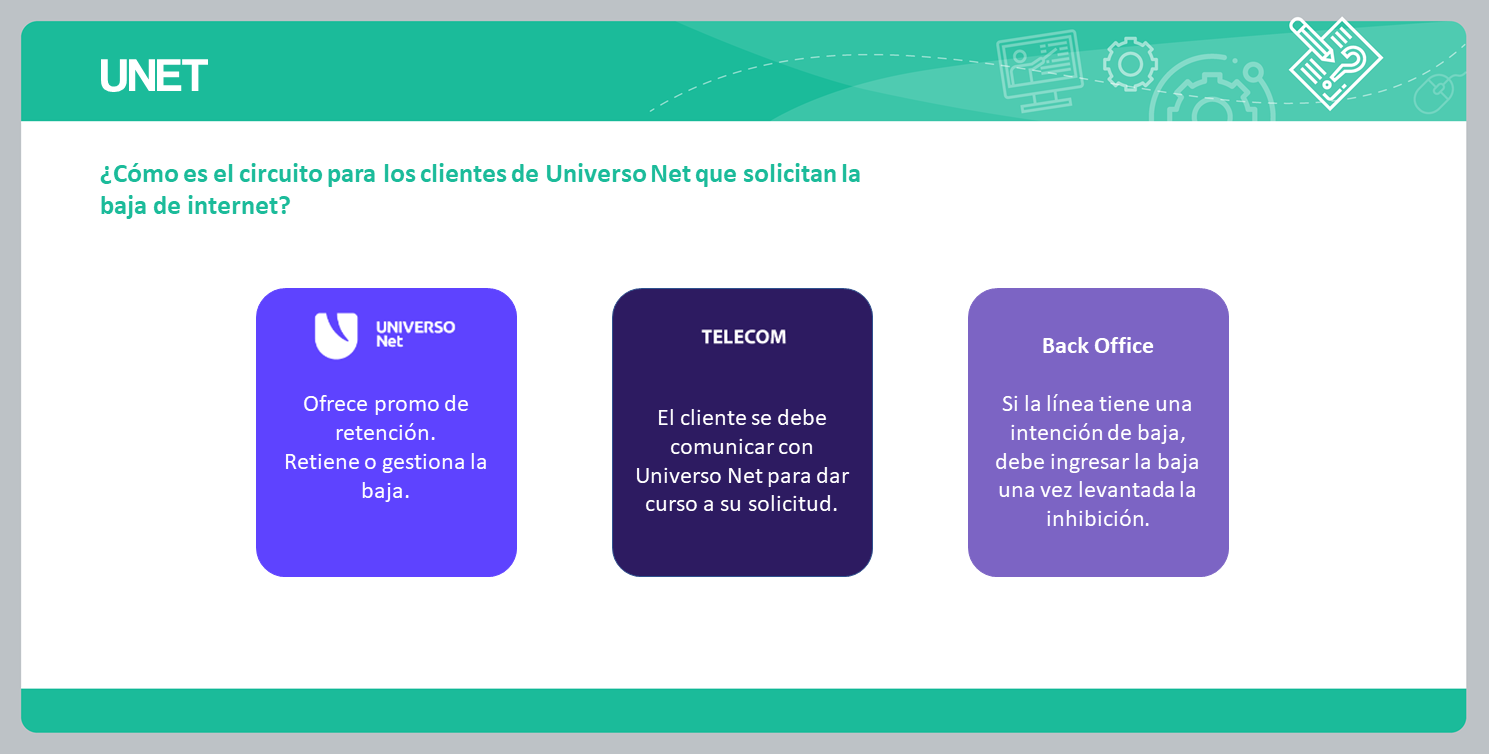 UNET
¿Cómo es el circuito para los clientes de Universo Net que solicitan la
baja de internet?
UNIVERSO
Net
Ofrece promo de
retención.
Retiene o gestiona la
baja.
TELECOM
El cliente se debe
comunicar con
Universo Net para dar
curso a su solicitud.
Back Office
Si la línea tiene una
intención de baja,
debe ingresar la baja
una vez levantada la
inhibición.